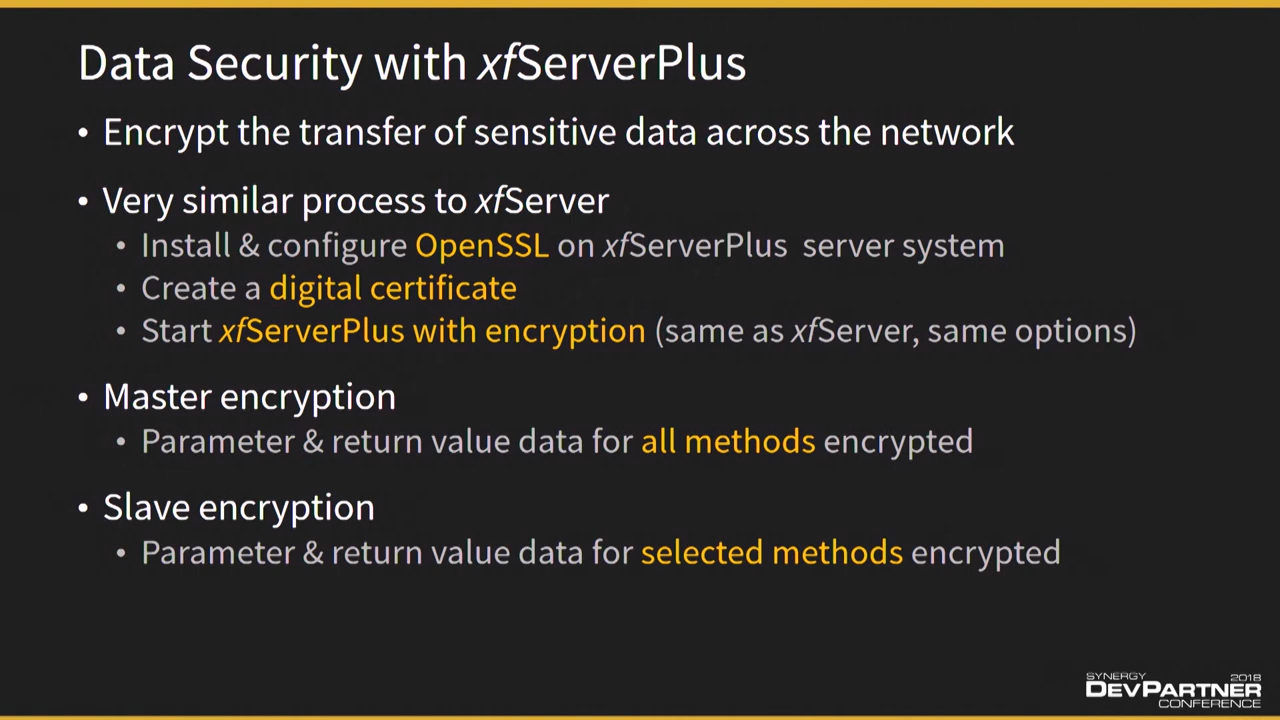 Data Security with xfServerPlus
• Encrypt the transfer of sensitive data across the network
• Very similar process to xfServer
• Install & configure OpenSSL on xfServerPlus  server system
• Create a digital certificate
• Start xfServerPlus with encryption (same as xfServer, same options)
• Master encryption
• Parameter & return value data for all methods encrypted
• Slave encryption
• Parameter & return value data for selected methods encrypted
SYNERGY 2018
DEVPARTNER
CONFERENCE